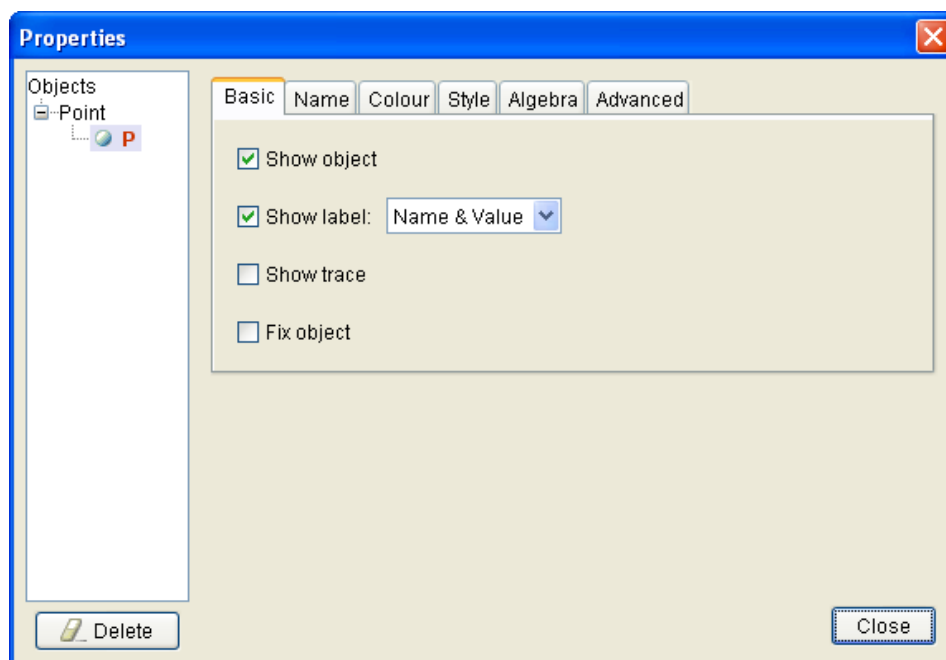 Properties
Objects
Point
P
Basic Name Colour Style Algebra Advanced
Show object
Show label: Name & Value
Show trace
Fix object
Delete
Close